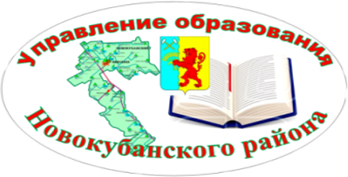 Управление образования
Новокубанского района